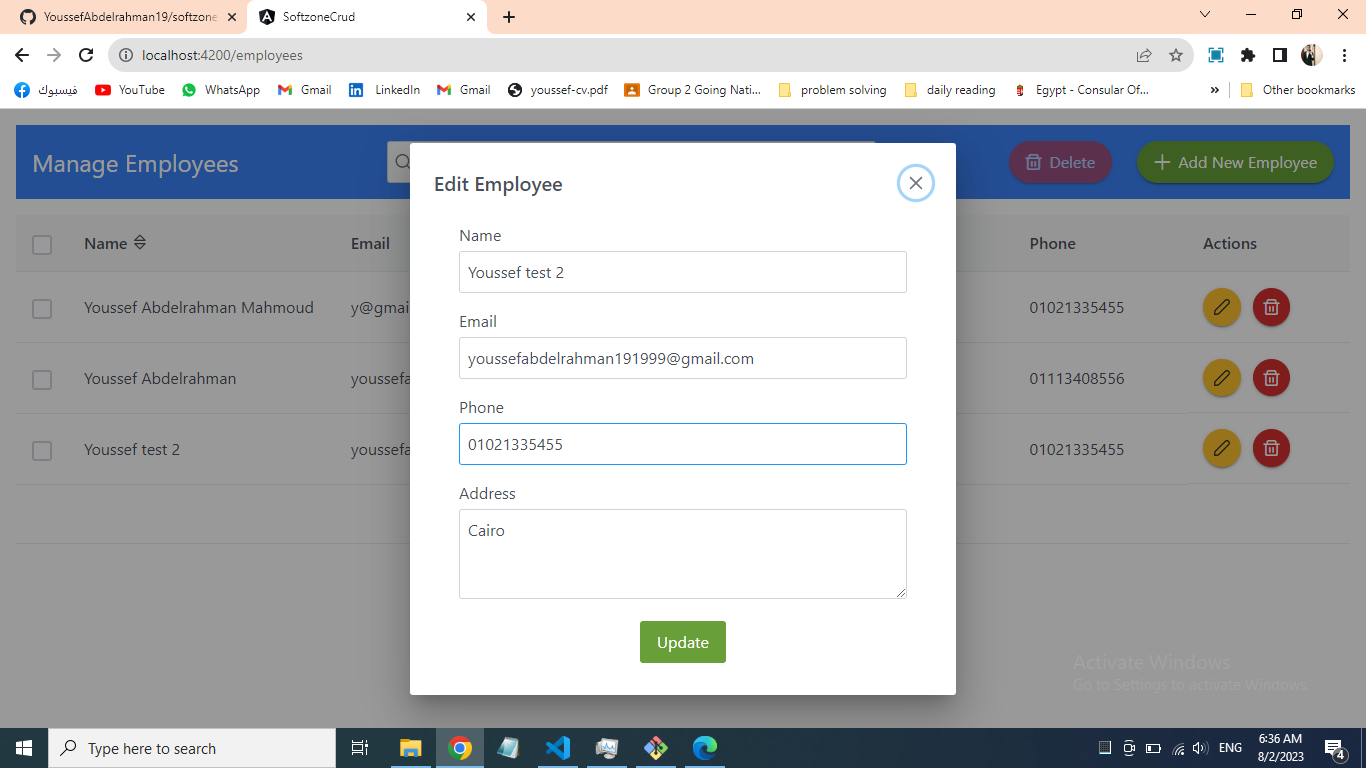 YoussefAbdelrahman19/softzone
SoftzoneCrud
localhost:4200/employees
فيسبوك
YouTube
WhatsApp
Gmail
LinkedIn
Gmail
youssef-cv.pdf
Group 2 Going Nati...
problem solving
daily reading
Egypt - Consular Of...
»
Other bookmarks
Manage Employees
Delete
Add New Employee
Edit Employee
Name
Email
Phone
Actions
Name
Youssef test 2
Youssef Abdelrahman Mahmoud
y@gmai
01021335455
Email
youssefabdelrahman191999@gmail.com
Youssef Abdelrahman
youssefa
01113408556
Phone
01021335455
Youssef test 2
youssefa
01021335455
Address
Cairo
Update
Activate Windows
Go to Settings to activate Windows.
Type here to search
ENG
6:36 AM
8/2/2023
4